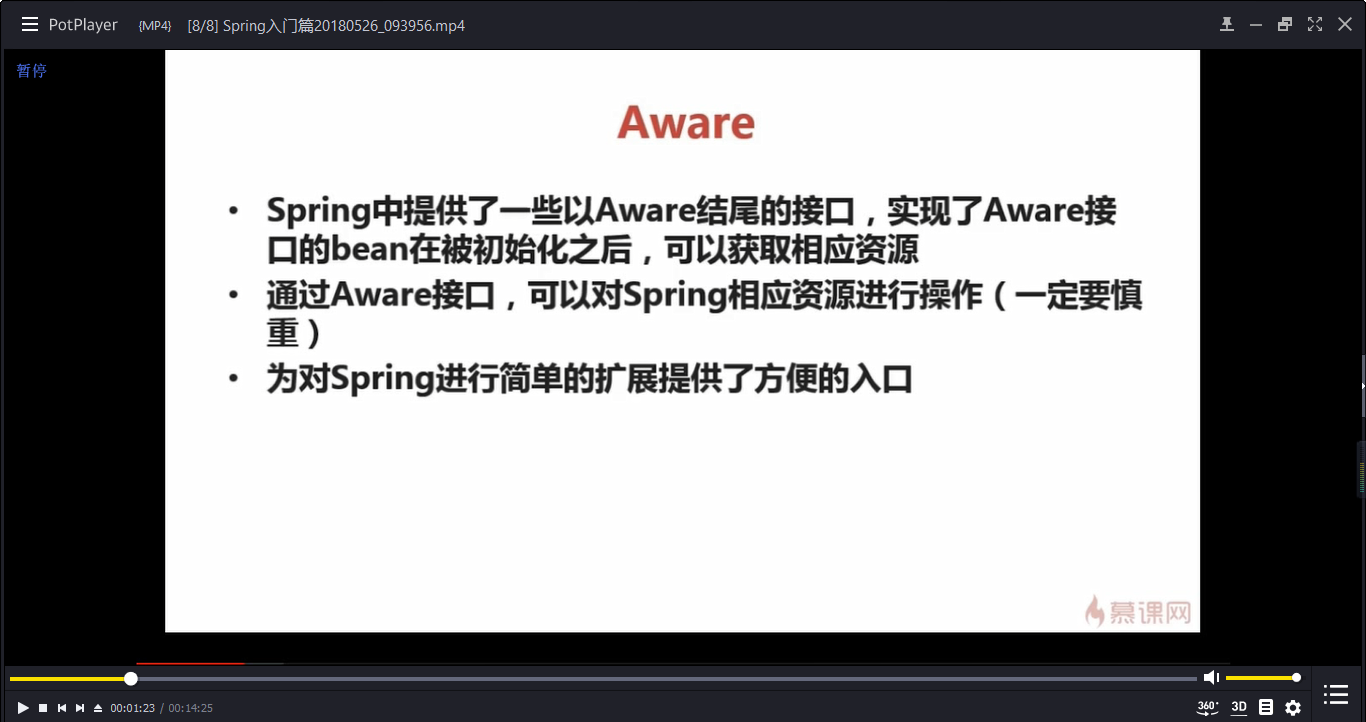 PotPlayer {MP4} [8/8] Spring入门篇20180526_093956.mp4
暂停
Aware
• Spring中提供了一些以Aware结尾的接口，实现了Aware接
口的bean在被初始化之后，可以获取相应资源
• 通过Aware接口，可以对Spring相应资源进行操作（一定要慎
重）
• 为对Spring进行简单的扩展提供了方便的入口
慕课网
00:01:23 / 00:14:25 360° 3D